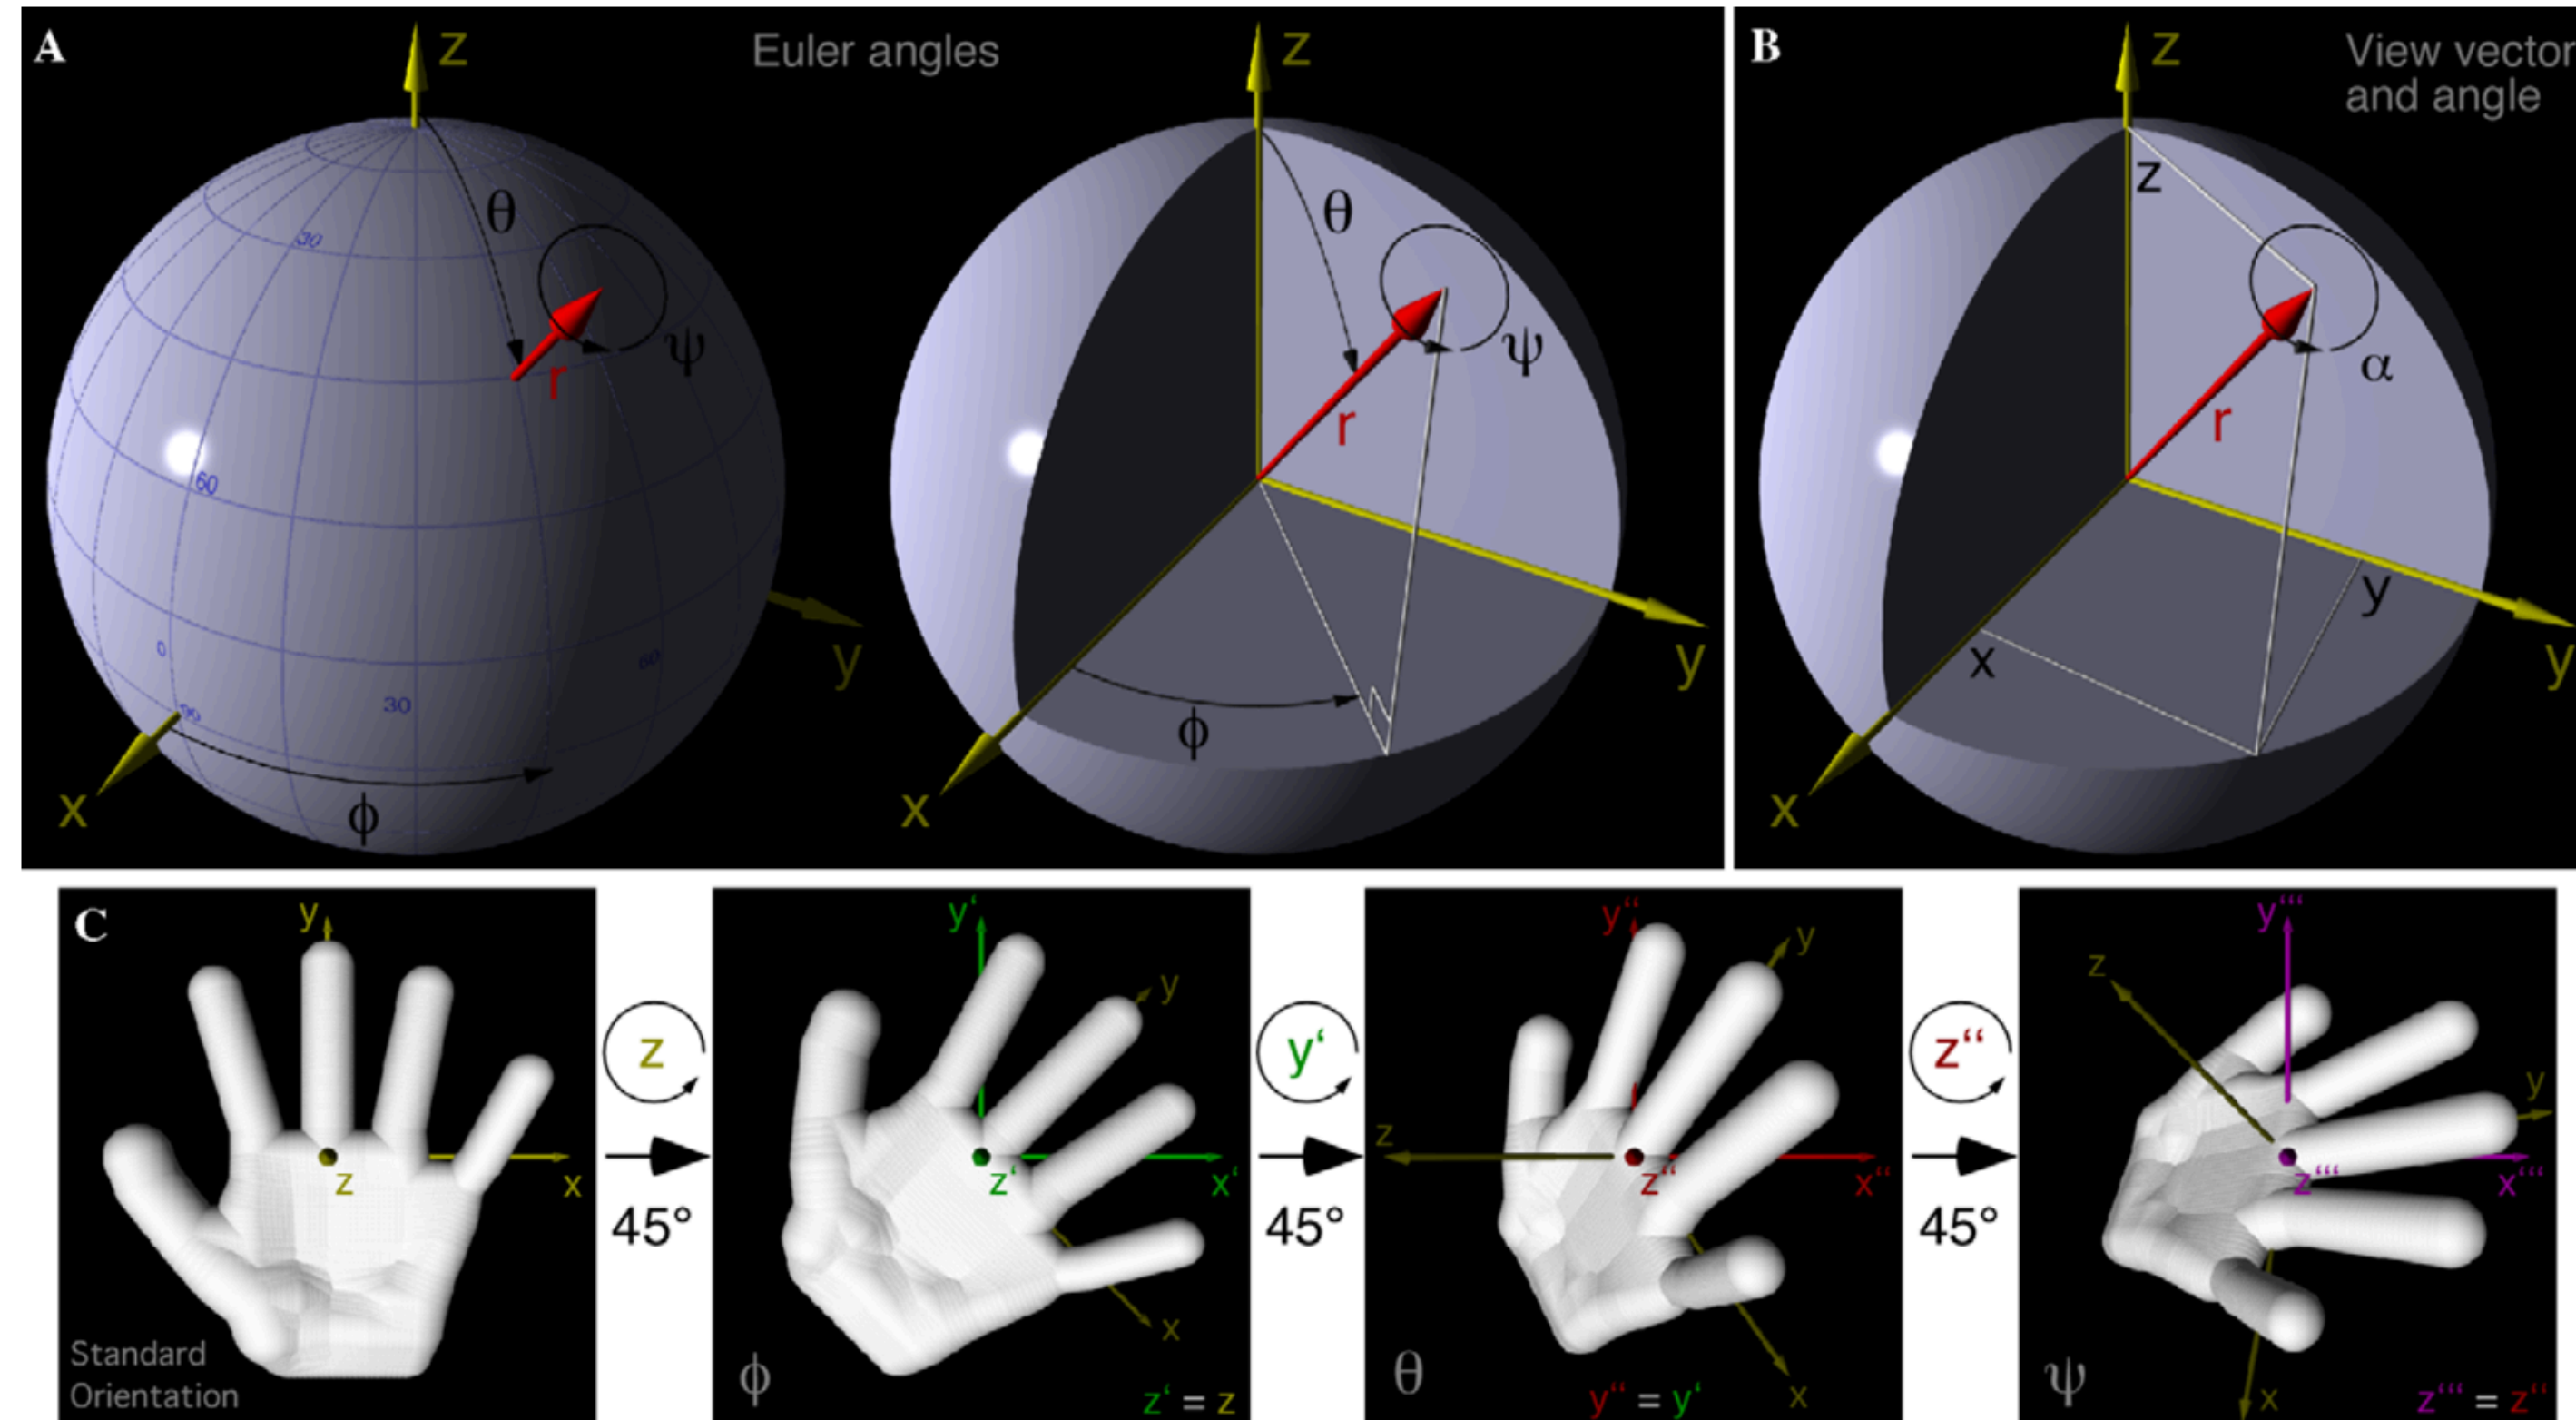 A
Euler angles
z
θ
ψ
r
30
60
0
90
30
60
x
y
ϕ
z
θ
ψ
r
ϕ
x
y
B
View vector
and angle
z
z
α
r
x
y
x
y
C
y
z
x
Standard
Orientation
z
45°
y‘
y
z‘
x‘
x
ϕ
z‘ = z
y‘
45°
y‘‘
y
z
z‘‘
x‘‘
x
θ
y‘‘ = y‘
z‘‘
45°
y‘‘‘
z
y
z‘‘‘
x‘‘‘
x
ψ
z‘‘‘ = z‘‘